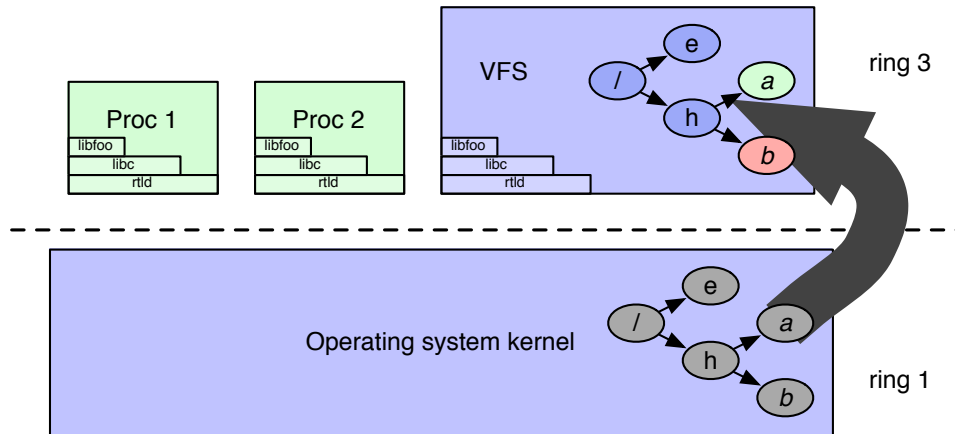 VFS
e
/
h
a
b
ring 3
Proc 1
libfoo
libc
rtld
Proc 2
libfoo
libc
rtld
libfoo
libc
rtld
Operating system kernel
e
/
h
a
b
ring 1